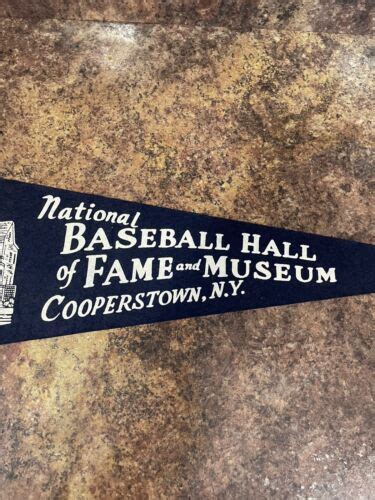 National
BASEBALL HALL
of FAME and MUSEUM
COOPERSTOWN, N.Y.